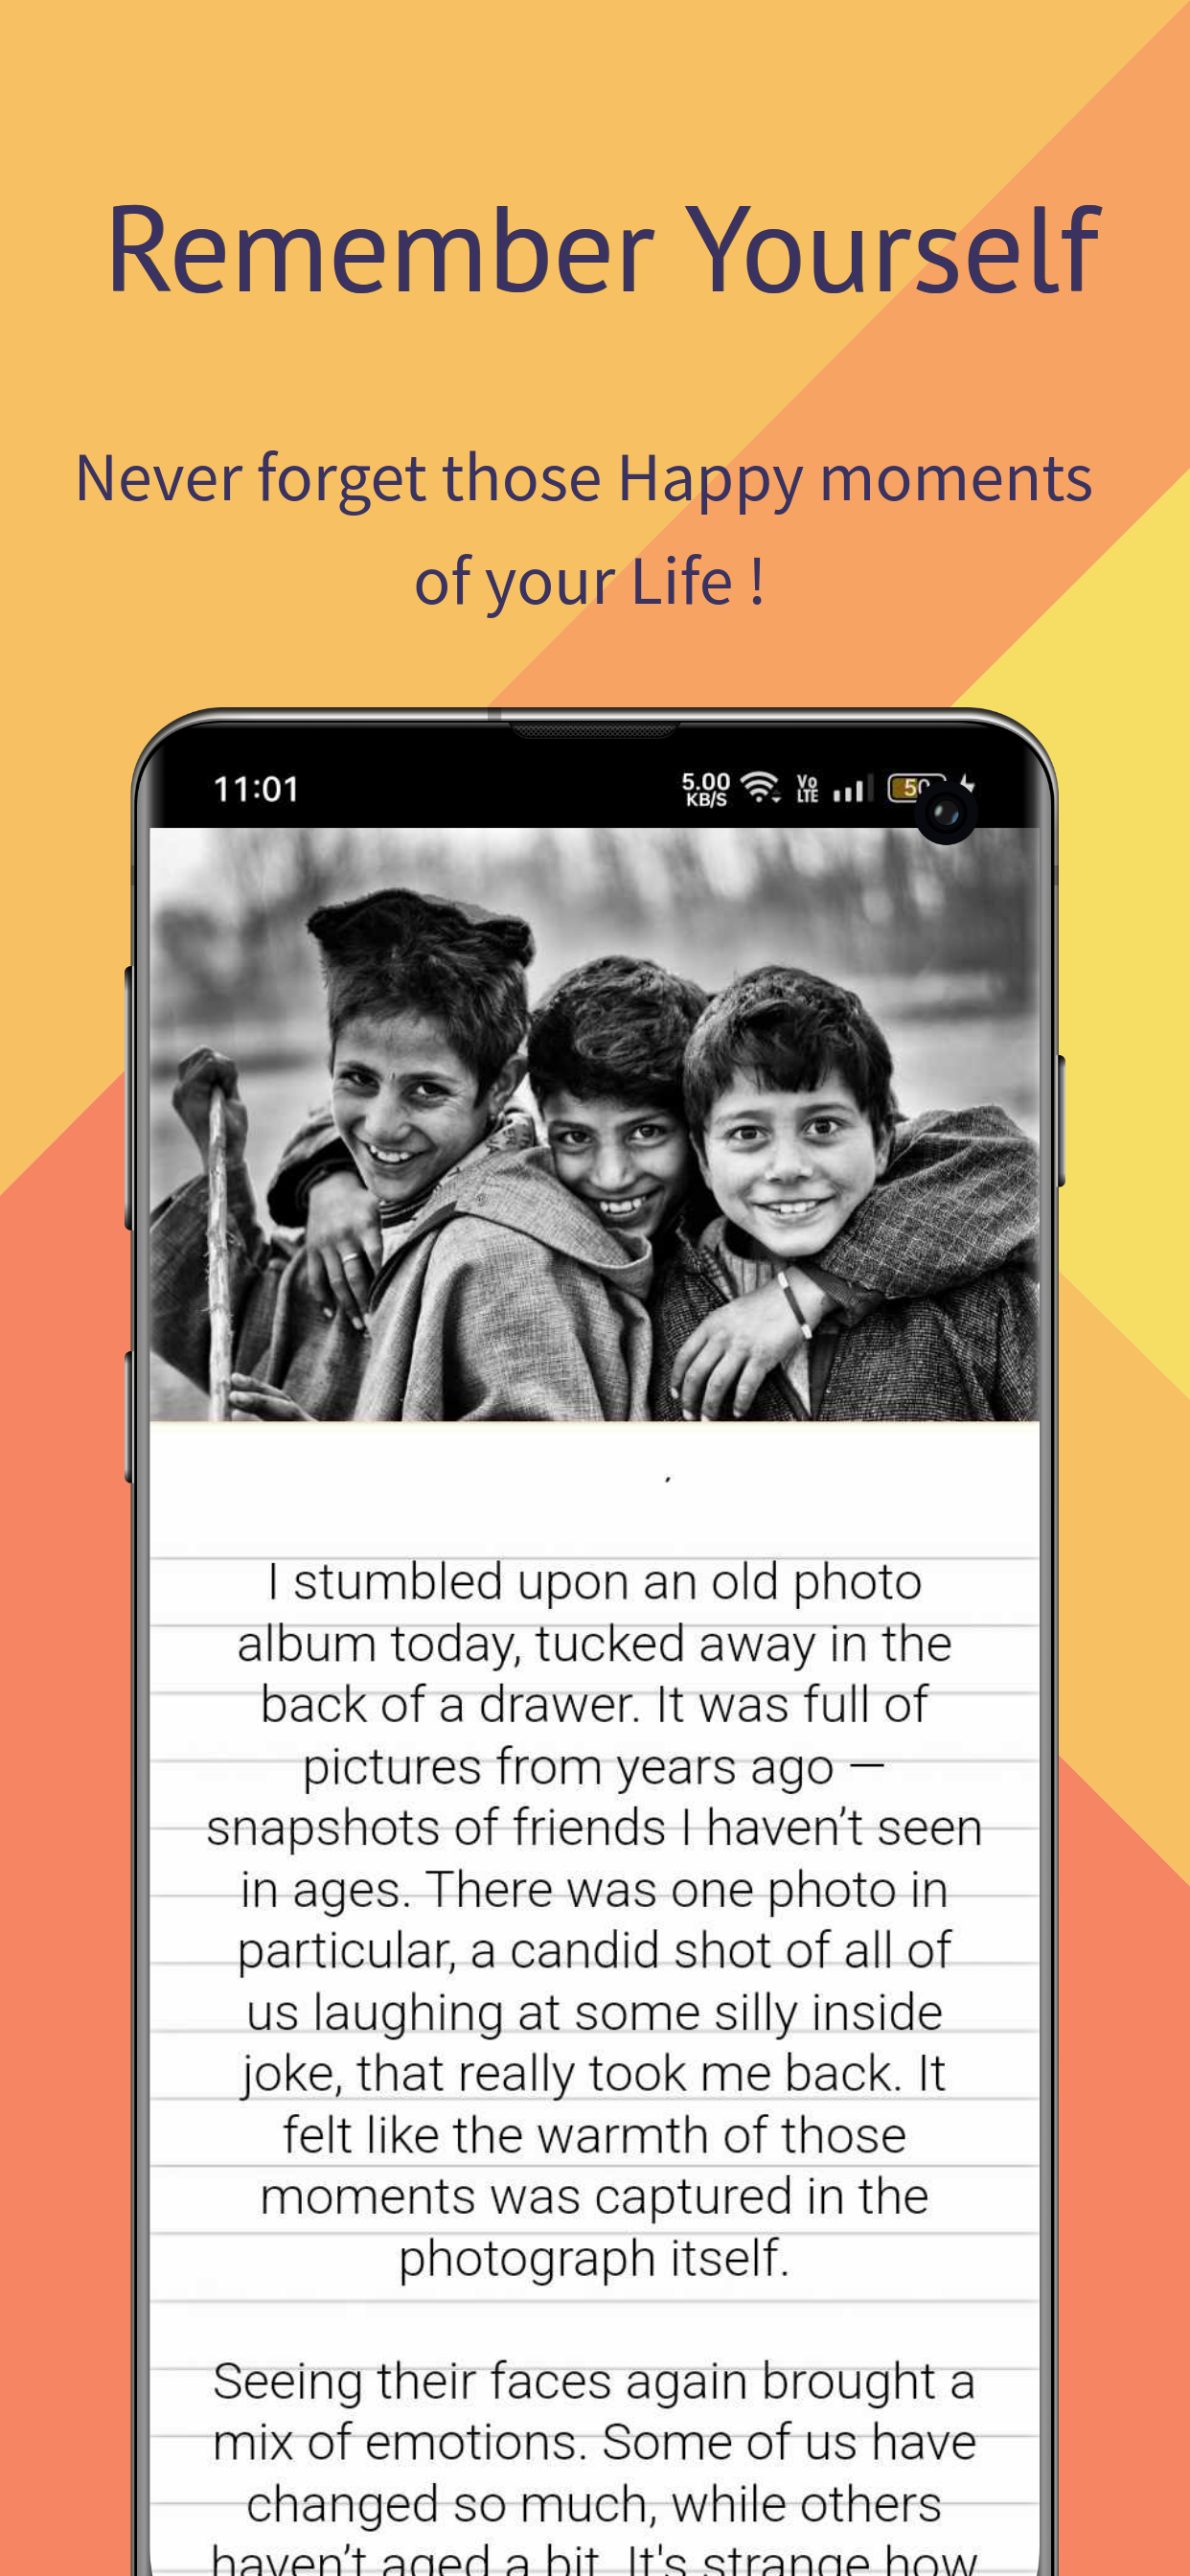 Remember Yourself
Never forget those Happy moments
of your Life !
11:01
5.00
KB/S
Vo
LTE
50
I stumbled upon an old photo
album today, tucked away in the
back of a drawer. It was full of
pictures from years ago —
snapshots of friends I haven’t seen
in ages. There was one photo in
particular, a candid shot of all of
us laughing at some silly inside
joke, that really took me back. It
felt like the warmth of those
moments was captured in the
photograph itself.
Seeing their faces again brought a
mix of emotions. Some of us have
changed so much, while others
haven’t aged a bit. It's strange how